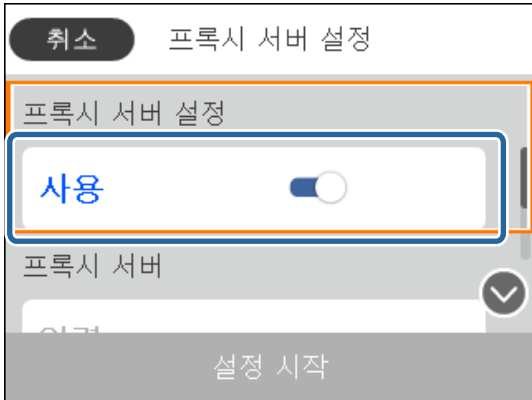 취소 프록시 서버 설정
프록시 서버 설정
사용
프록시 서버
설정 시작